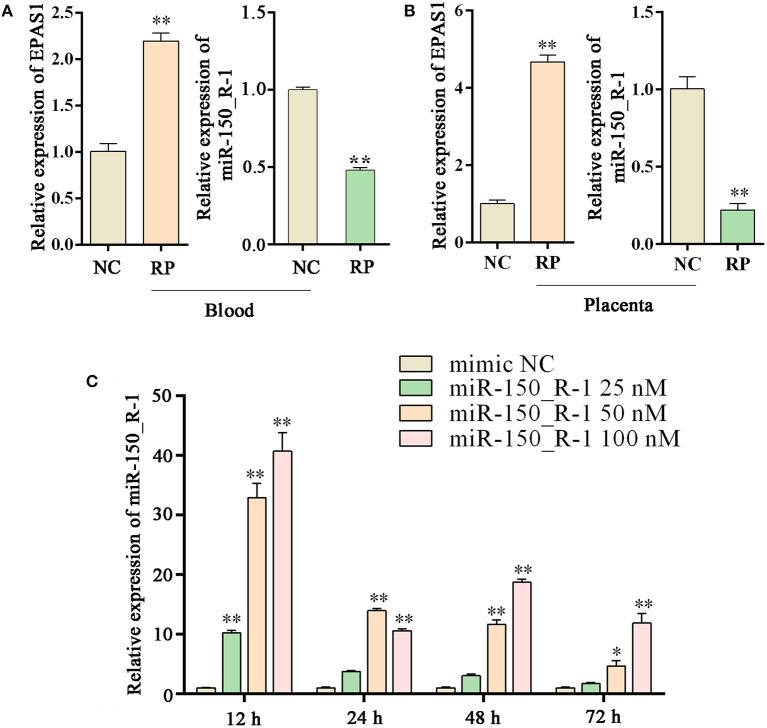 A
Relative expression of EPAS1
2.5
2.0
1.5
1.0
0.5
0.0
**
NC
RP
Relative expression of
miR-150_R-1
1.5
1.0
0.5
0.0
**
NC
RP
Blood
B
Relative expression of EPAS1
6
4
2
0
**
NC
RP
Relative expression of
miR-150_R-1
1.5
1.0
0.5
0.0
**
NC
RP
Placenta
C
mimic NC
miR-150_R-1 25 nM
miR-150_R-1 50 nM
miR-150_R-1 100 nM
Relative expression of miR-150_R-1
50
40
30
20
10
0
**
**
**
**
**
**
**
*
**
12 h
24 h
48 h
72 h